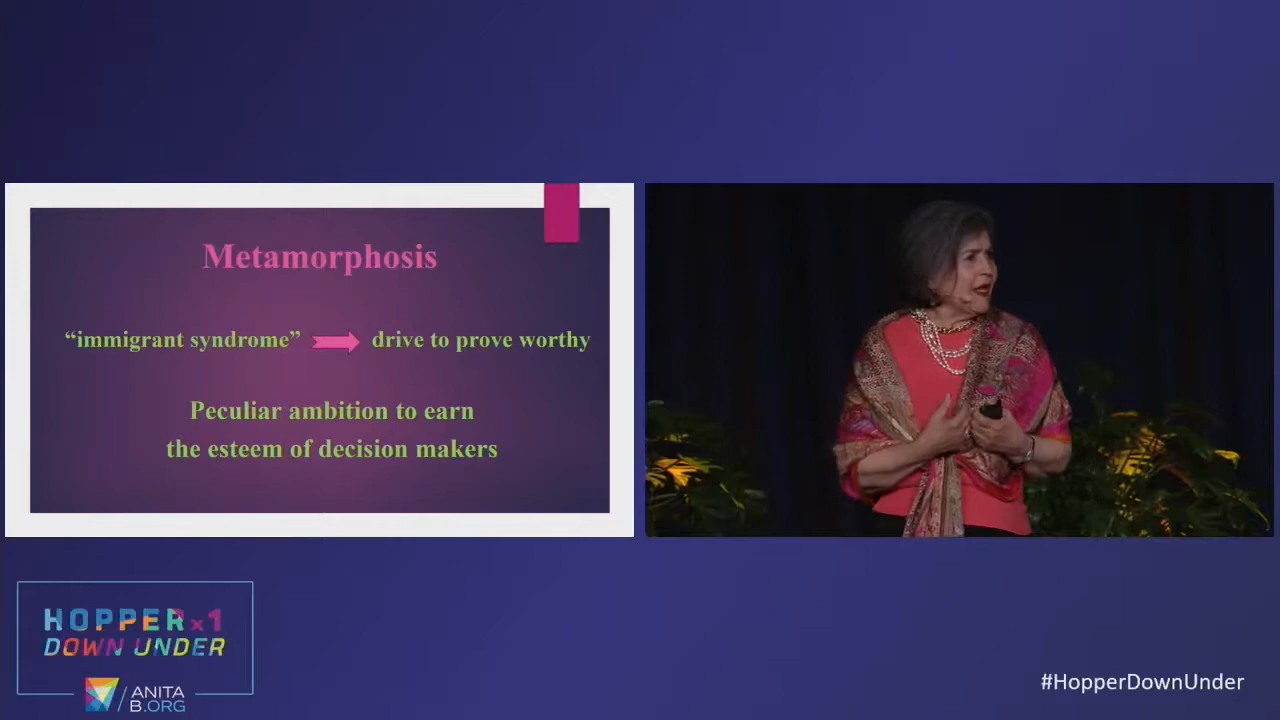 Metamorphosis
“immigrant syndrome” drive to prove worthy
Peculiar ambition to earn
the esteem of decision makers
HOPPER x1
DOWN UNDER
ANITA
B.ORG
#HopperDownUnder